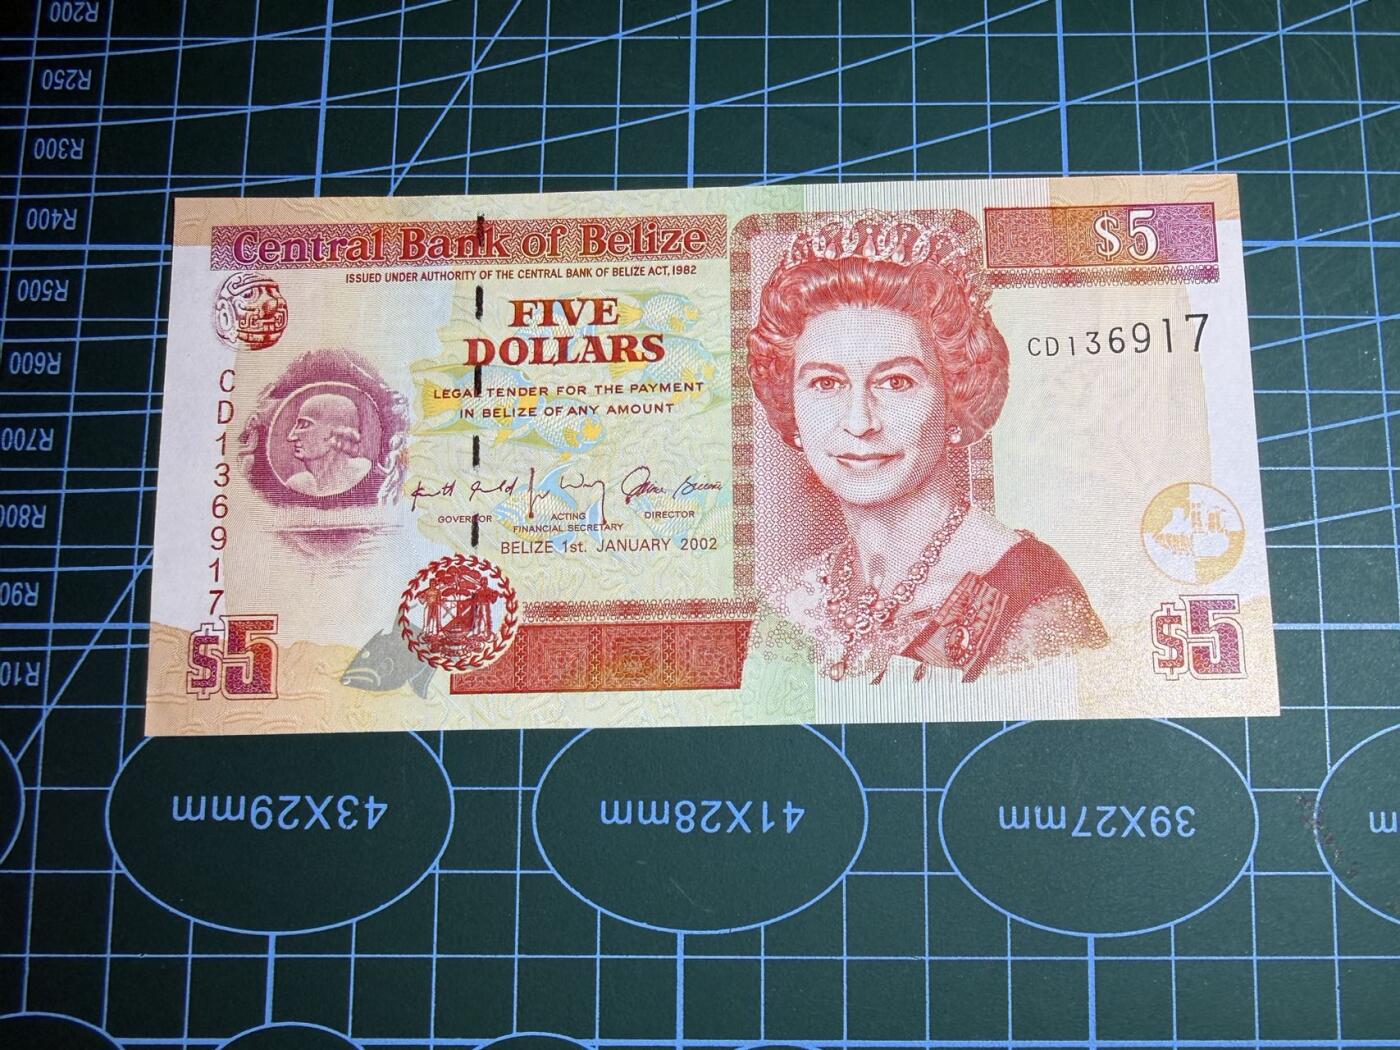 R200
R250
R300
R400
R500
R600
R700
R800
R90
R10
Central Bank of Belize
ISSUED UNDER AUTHORITY OF THE CENTRAL BANK OF BELIZE ACT, 1982
FIVE
DOLLARS
LEGAL TENDER FOR THE PAYMENT
IN BELIZE OF ANY AMOUNT
GOVERNOR
ACTING
FINANCIAL SECRETARY
DIRECTOR
BELIZE 1st. JANUARY 2002
CD136917
$5
$5
CD136917
$5
43X29mm
41X28mm
39X27mm
m